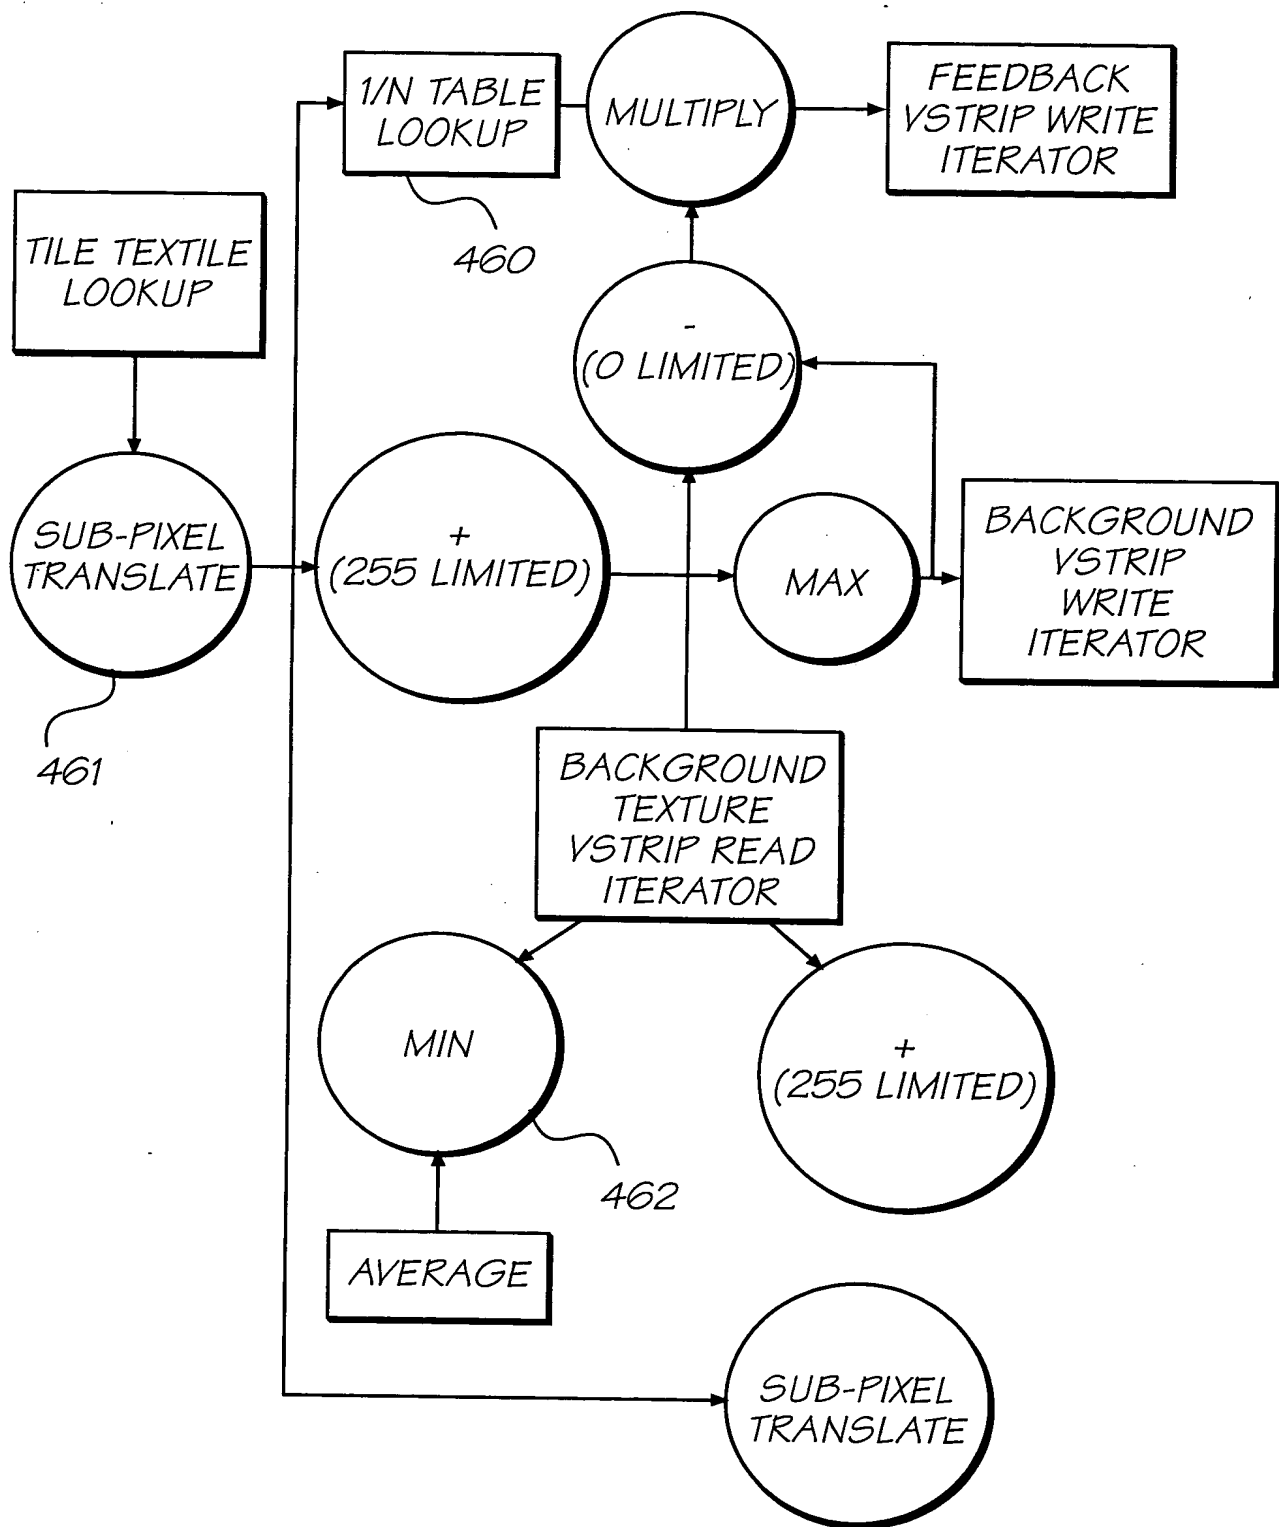 1/N TABLE
LOOKUP
MULTIPLY
FEEDBACK
VSTRIP WRITE
ITERATOR
460
TILE TEXTILE
LOOKUP
-
(0 LIMITED)
SUB-PIXEL
TRANSLATE
+
(255 LIMITED)
MAX
BACKGROUND
VSTRIP
WRITE
ITERATOR
461
BACKGROUND
TEXTURE
VSTRIP READ
ITERATOR
MIN
+
(255 LIMITED)
462
AVERAGE
SUB-PIXEL
TRANSLATE